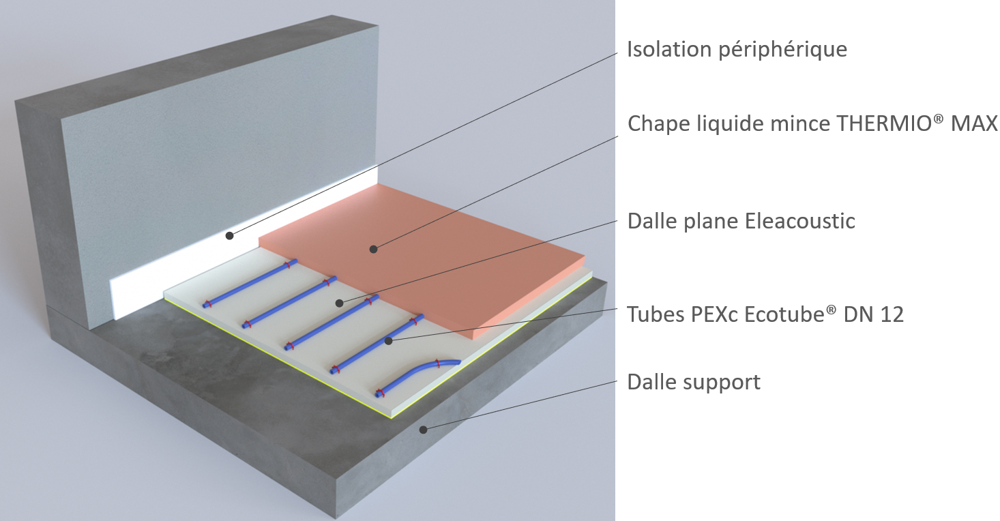 Isolation périphérique
Chape liquide mince THERMIO® MAX
Dalle plane Eleacoustic
Tubes PEXc Ecotube® DN 12
Dalle support